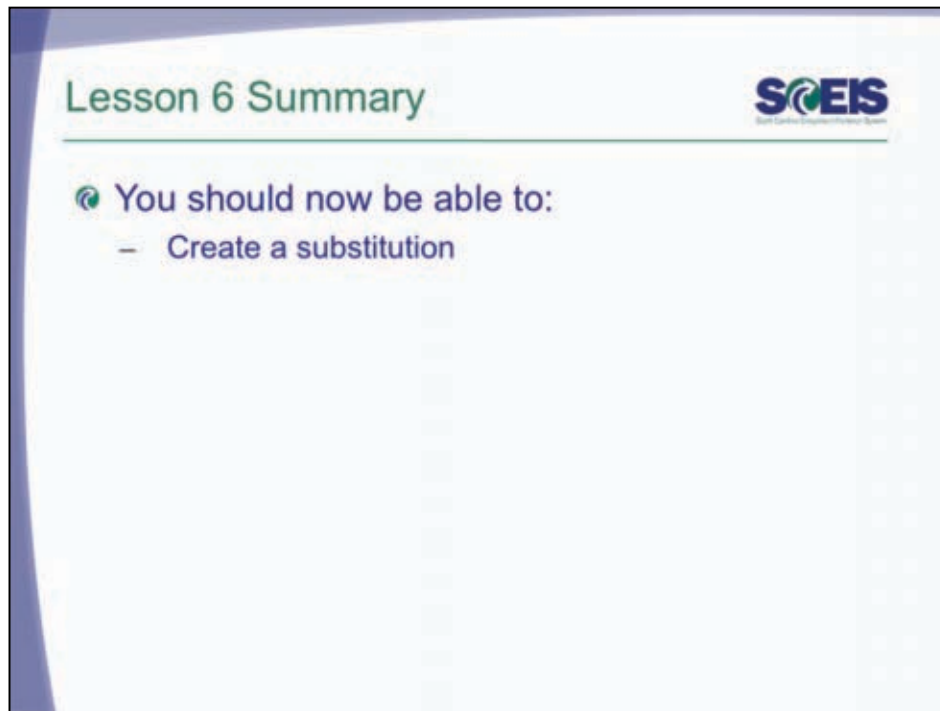 Lesson 6 Summary
SCEIS
You should now be able to:
– Create a substitution